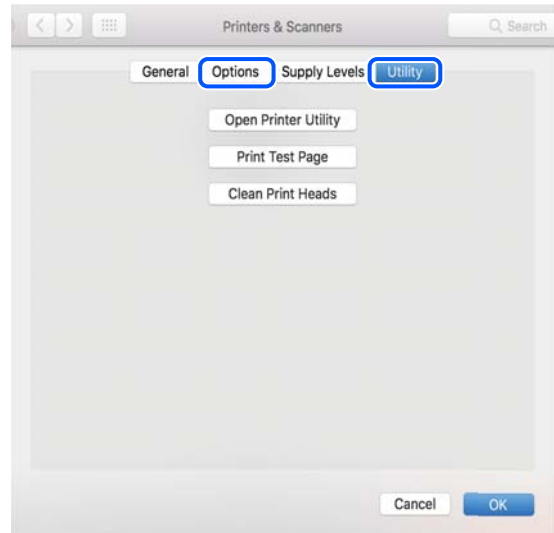 Printers & Scanners
Search
General Options Supply Levels Utility
Open Printer Utility
Print Test Page
Clean Print Heads
Cancel OK